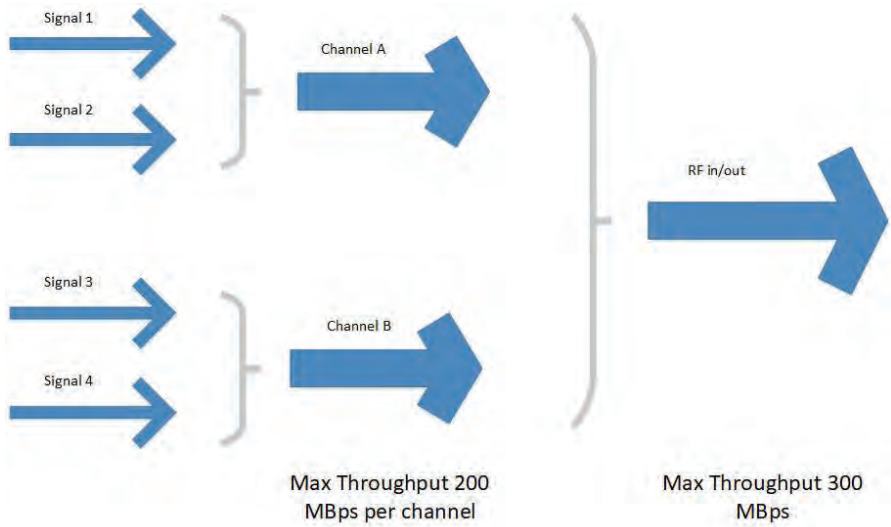 Signal 1
Signal 2
Channel A
RF in/out
Signal 3
Signal 4
Channel B
Max Throughput 200
MBps per channel
Max Throughput 300
MBps